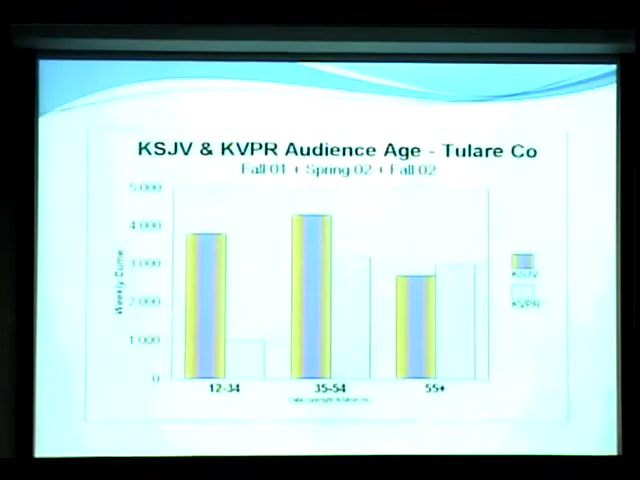 KSJV & KVPR Audience Age - Tulare Co
Fall 01 + Spring 02 + Fall 02
5,000
4,000
3,000
2,000
1,000
0
Weekly Cume
12-34
35-54
55+
KSJV
KVPR